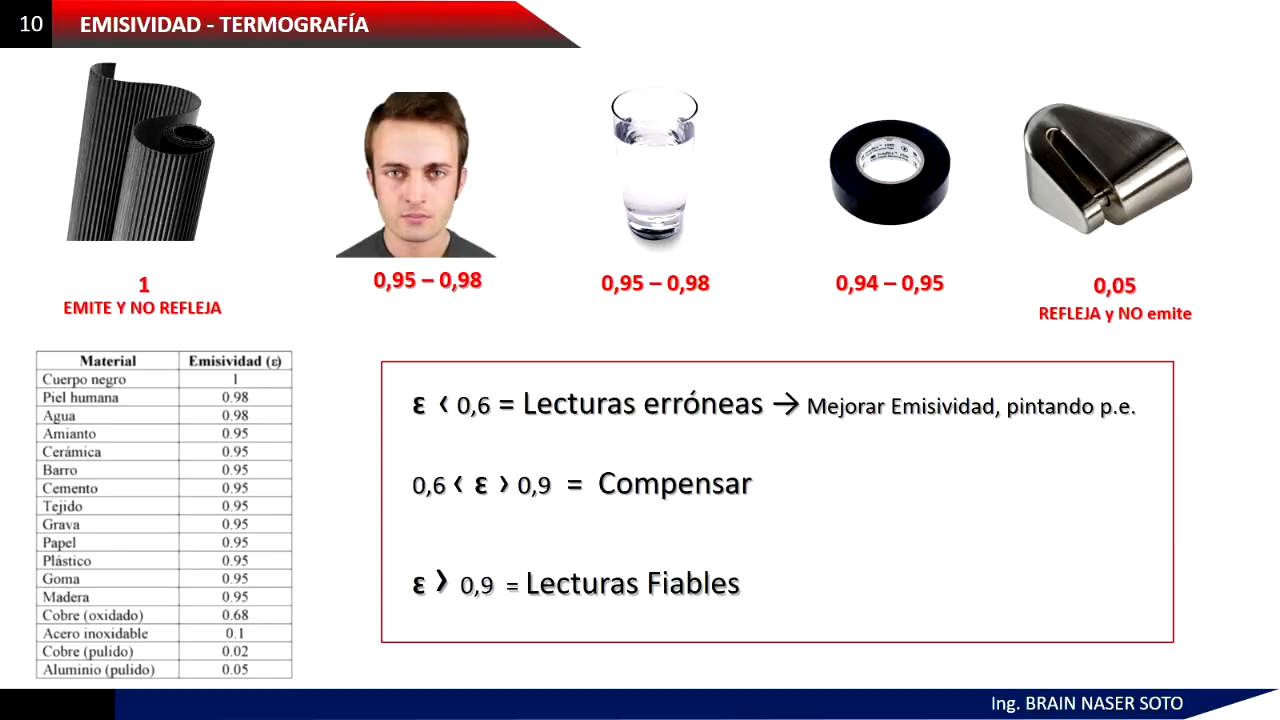 10
EMISIVIDAD - TERMOGRAFÍA
1
EMITE Y NO REFLEJA
0,95 – 0,98
0,95 – 0,98
0,94 – 0,95
0,05
REFLEJA y NO emite
Material Emisividad (ε)
Cuerpo negro 1
Piel humana 0.98
Agua 0.98
Amianto 0.95
Cerámica 0.95
Barro 0.95
Cemento 0.95
Tejido 0.95
Grava 0.95
Papel 0.95
Plástico 0.95
Goma 0.95
Madera 0.95
Cobre (oxidado) 0.68
Acero inoxidable 0.1
Cobre (pulido) 0.02
Aluminio (pulido) 0.05
ε ‹ 0,6 = Lecturas erróneas → Mejorar Emisividad, pintando p.e.
0,6 ‹ ε › 0,9 = Compensar
ε › 0,9 = Lecturas Fiables
Ing. BRAIN NASER SOTO